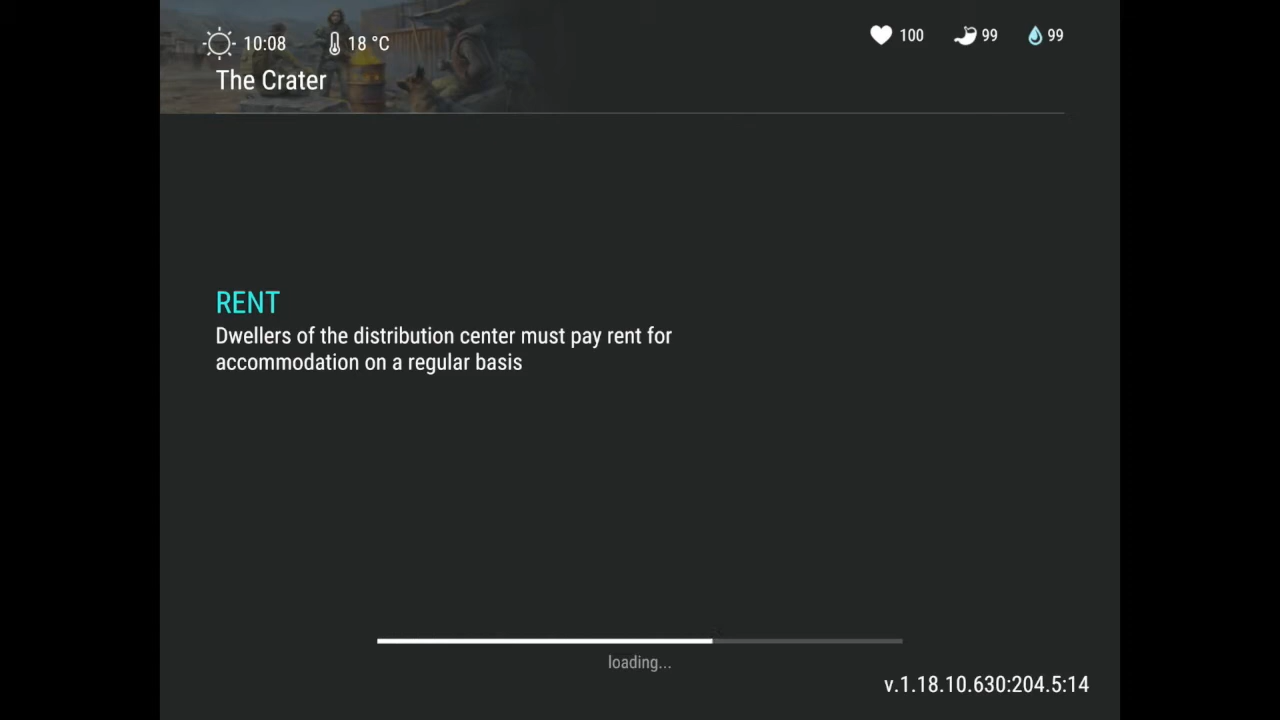 10:08 18 °C 100 99 99
The Crater
RENT
Dwellers of the distribution center must pay rent for
accommodation on a regular basis
loading...
v.1.18.10.630:204.5:14